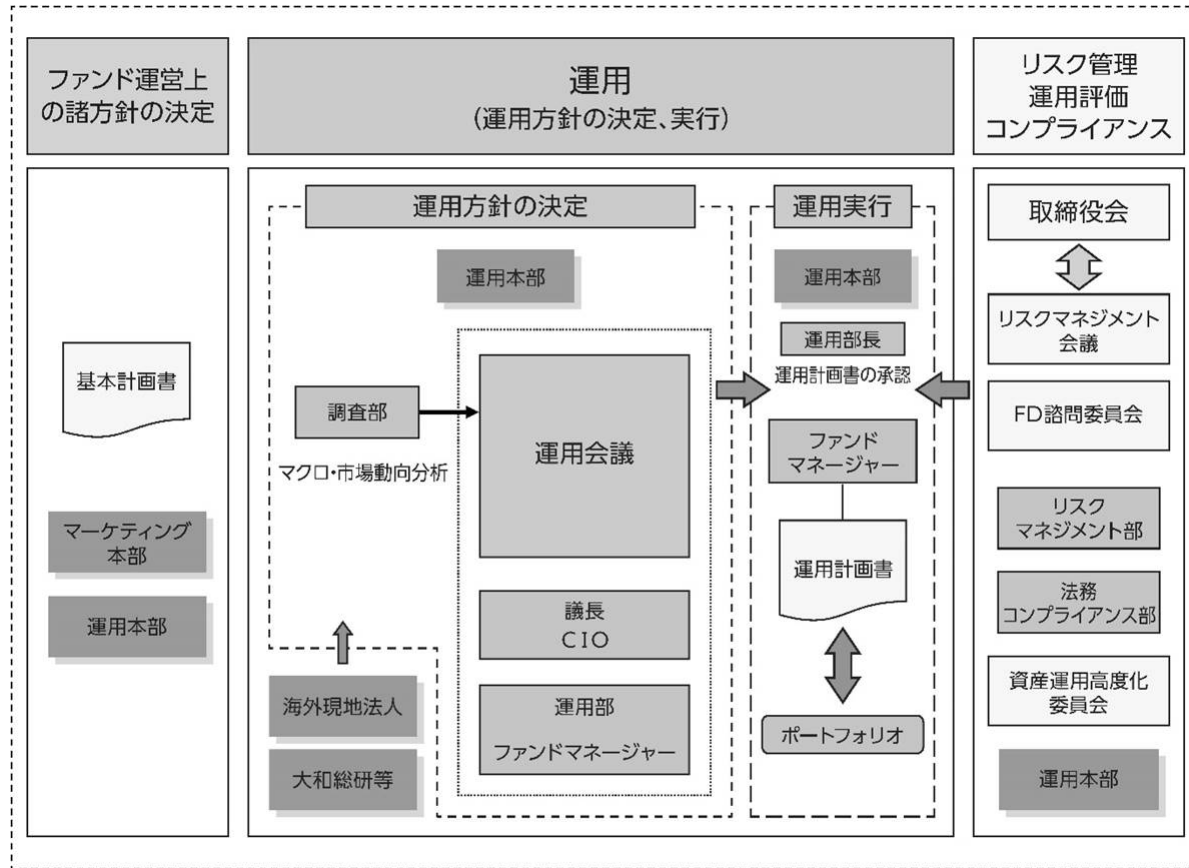 ファンド運営上
の諸方針の決定
基本計画書
マーケティング
本部
運用本部
運用
(運用方針の決定、実行)
運用方針の決定
運用本部
調査部
マクロ・市場動向分析
運用会議
議長
CIO
運用部
ファンドマネージャー
海外現地法人
大和総研等
運用実行
運用本部
運用部長
運用計画書の承認
ファンド
マネージャー
運用計画書
ポートフォリオ
リスク管理
運用評価
コンプライアンス
取締役会
リスクマネジメント
会議
FD諮問委員会
リスク
マネジメント部
法務
コンプライアンス部
資産運用高度化
委員会
運用本部